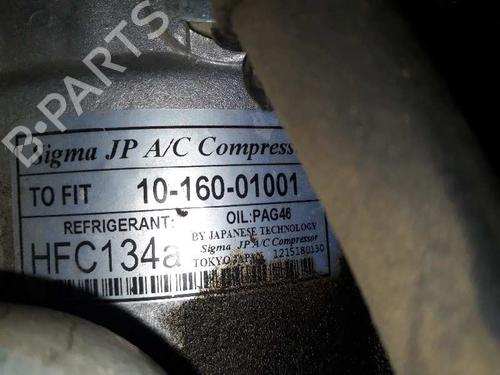 B-PARTS
Sigma JP A/C Compress
TO FIT 10-160-01001
REFRIGERANT: OIL:PAG46
HFC134a BY JAPANESE TECHNOLOGY
Sigma JP A/C Compressor
TOKYO JAPAN 1215180130